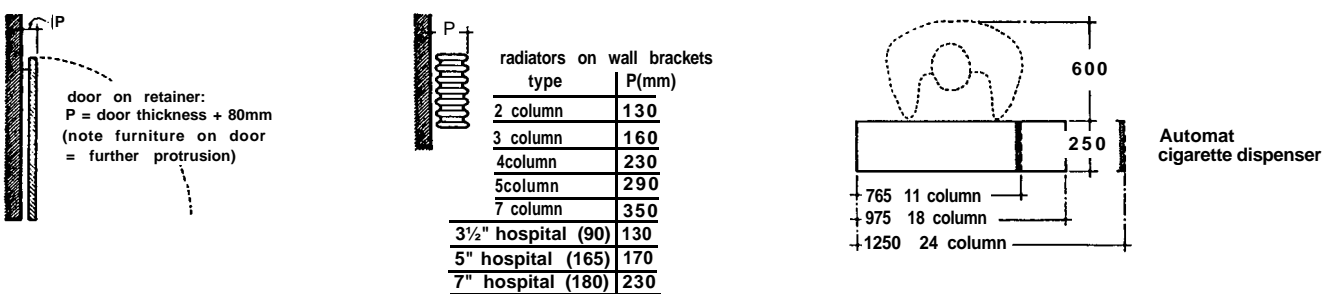 P
door on retainer:
P = door thickness + 80mm
(note furniture on door
= further protrusion)
P
radiators on wall brackets
type P(mm)
2 column 130
3 column 160
4column 230
5column 290
7 column 350
3½" hospital (90) 130
5" hospital (165) 170
7" hospital (180) 230
600
250
Automat
cigarette dispenser
765 11 column
975 18 column
1250 24 column